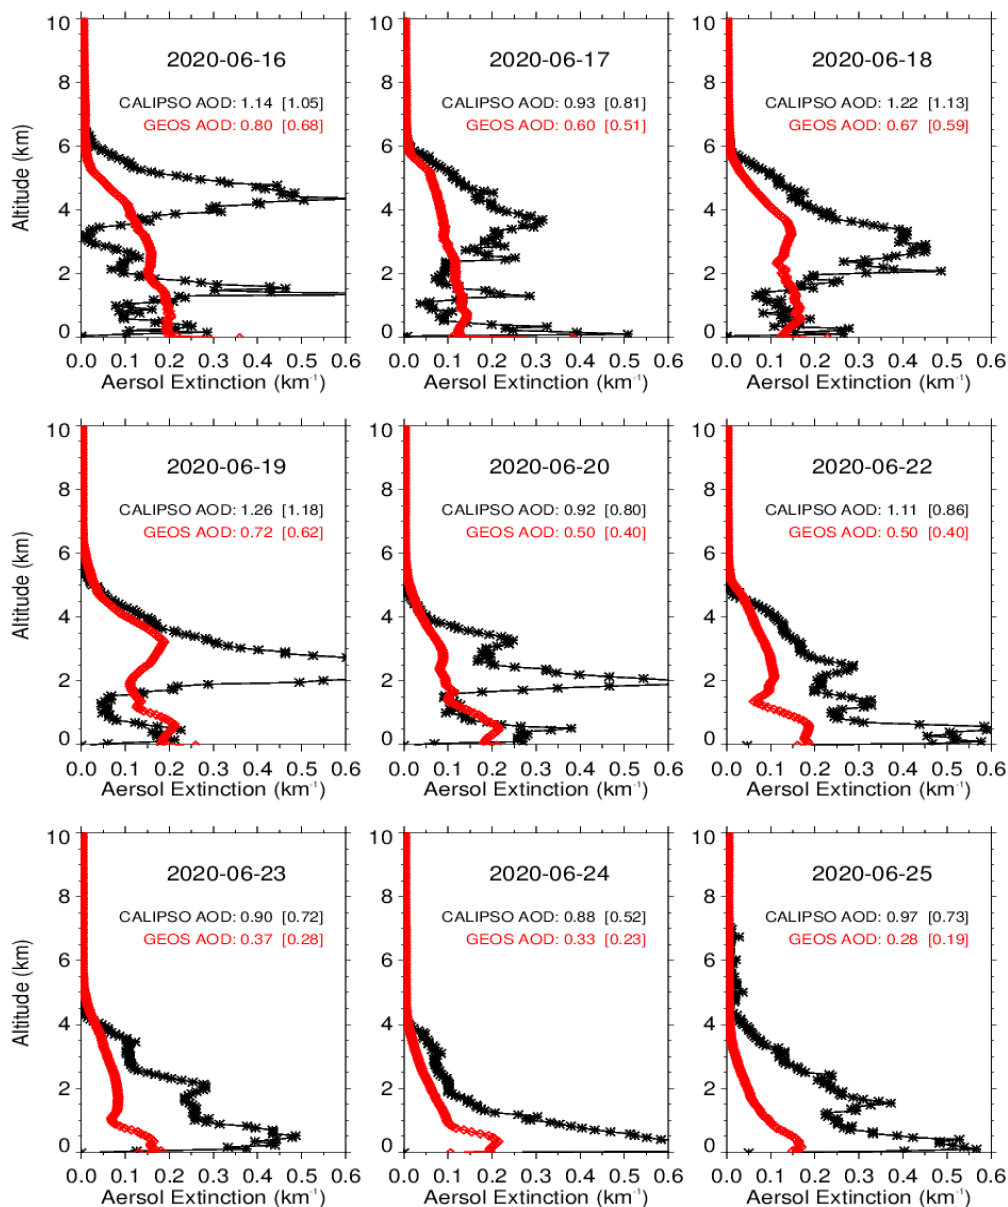 10
8
6
4
2
0
Altitude (km)
2020-06-16
CALIPSO AOD: 1.14 [1.05]
GEOS AOD: 0.80 [0.68]
0.0 0.1 0.2 0.3 0.4 0.5 0.6
Aersol Extinction (km⁻¹)
10
8
6
4
2
0
2020-06-17
CALIPSO AOD: 0.93 [0.81]
GEOS AOD: 0.60 [0.51]
0.0 0.1 0.2 0.3 0.4 0.5 0.6
Aersol Extinction (km⁻¹)
10
8
6
4
2
0
2020-06-18
CALIPSO AOD: 1.22 [1.13]
GEOS AOD: 0.67 [0.59]
0.0 0.1 0.2 0.3 0.4 0.5 0.6
Aersol Extinction (km⁻¹)
10
8
6
4
2
0
Altitude (km)
2020-06-19
CALIPSO AOD: 1.26 [1.18]
GEOS AOD: 0.72 [0.62]
0.0 0.1 0.2 0.3 0.4 0.5 0.6
Aersol Extinction (km⁻¹)
10
8
6
4
2
0
2020-06-20
CALIPSO AOD: 0.92 [0.80]
GEOS AOD: 0.50 [0.40]
0.0 0.1 0.2 0.3 0.4 0.5 0.6
Aersol Extinction (km⁻¹)
10
8
6
4
2
0
2020-06-22
CALIPSO AOD: 1.11 [0.86]
GEOS AOD: 0.50 [0.40]
0.0 0.1 0.2 0.3 0.4 0.5 0.6
Aersol Extinction (km⁻¹)
10
8
6
4
2
0
Altitude (km)
2020-06-23
CALIPSO AOD: 0.90 [0.72]
GEOS AOD: 0.37 [0.28]
0.0 0.1 0.2 0.3 0.4 0.5 0.6
Aersol Extinction (km⁻¹)
10
8
6
4
2
0
2020-06-24
CALIPSO AOD: 0.88 [0.52]
GEOS AOD: 0.33 [0.23]
0.0 0.1 0.2 0.3 0.4 0.5 0.6
Aersol Extinction (km⁻¹)
10
8
6
4
2
0
2020-06-25
CALIPSO AOD: 0.97 [0.73]
GEOS AOD: 0.28 [0.19]
0.0 0.1 0.2 0.3 0.4 0.5 0.6
Aersol Extinction (km⁻¹)